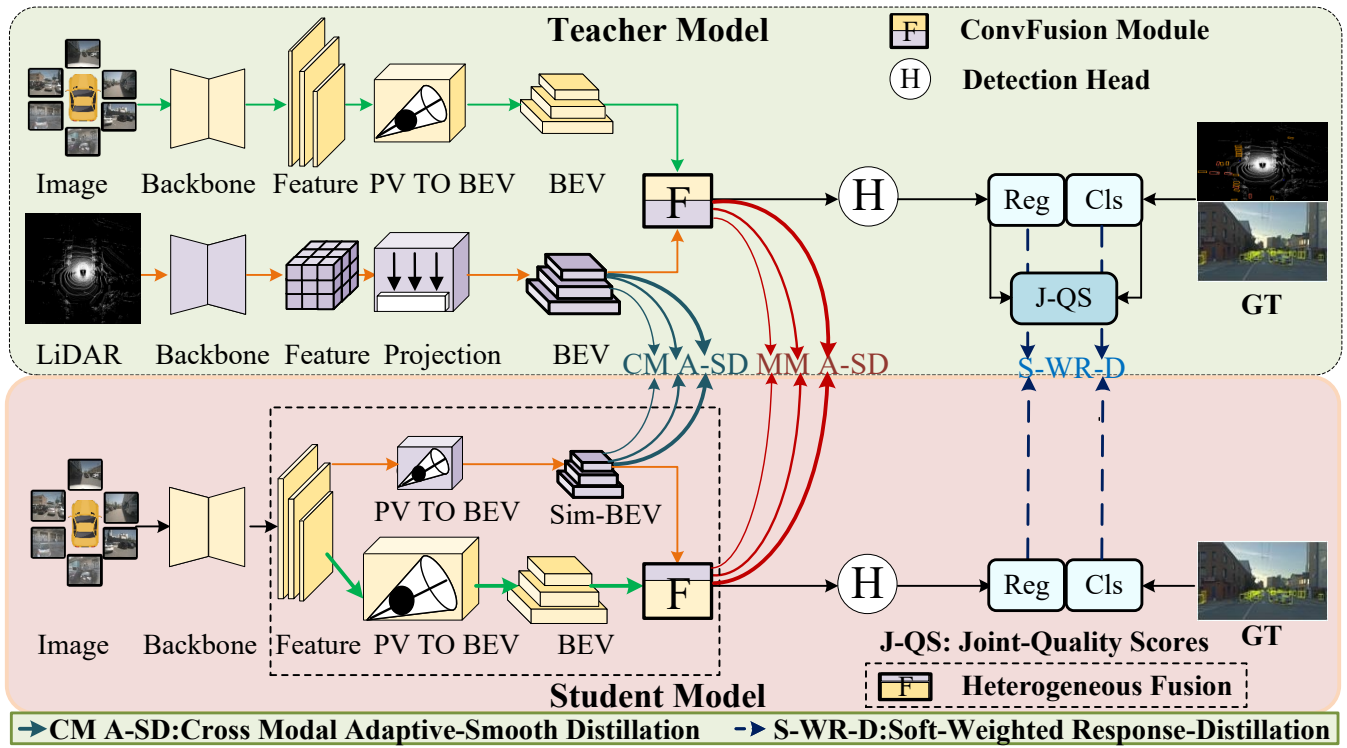 Teacher Model
F ConvFusion Module
H Detection Head
Image Backbone Feature PV TO BEV BEV
F
H
Reg Cls
J-QS
GT
LiDAR Backbone Feature Projection BEV
CM A-SD MM A-SD S-WR-D
PV TO BEV Sim-BEV
F
H
Reg Cls
GT
Image Backbone Feature PV TO BEV BEV
J-QS: Joint-Quality Scores
F Heterogeneous Fusion
Student Model
CM A-SD:Cross Modal Adaptive-Smooth Distillation S-WR-D:Soft-Weighted Response-Distillation